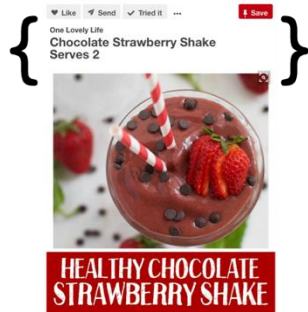 Like Send Tried it ... Save
One Lovely Life
Chocolate Strawberry Shake
Serves 2
{ }
HEALTHY CHOCOLATE
STRAWBERRY SHAKE